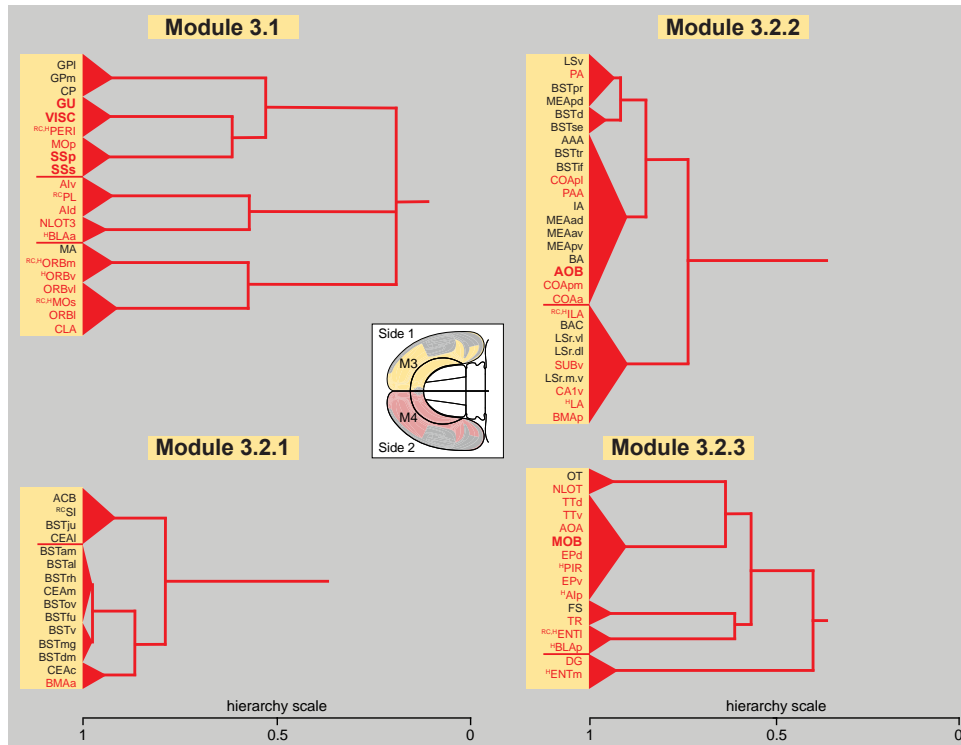 Module 3.1
GPl
GPm
CP
GU
VISC
RC,HPERI
MOp
SSp
SSs
AIv
RCPL
AId
NLOT3
HBLAa
MA
RC,HORBm
HORBv
ORBvl
RC,HMOs
ORBl
CLA
Module 3.2.2
LSv
PA
BSTpr
MEApd
BSTd
BSTse
AAA
BSTtr
BSTif
COApl
PAA
IA
MEAad
MEAav
MEApv
BA
AOB
COApm
COAa
RC,HILA
BAC
LSr.vl
LSr.dl
SUBv
LSr.m.v
CA1v
HLA
BMAp
Side 1
M3
M4
Side 2
Module 3.2.1
ACB
RCSI
BSTju
CEAl
BSTam
BSTal
BSTrh
CEAm
BSTov
BSTfu
BSTv
BSTmg
BSTdm
CEAc
BMAa
Module 3.2.3
OT
NLOT
TTd
TTv
AOA
MOB
EPd
HPIR
EPv
HAIp
FS
TR
RC,HENTl
HBLAp
DG
HENTm
hierarchy scale
1 0.5 0
hierarchy scale
1 0.5 0